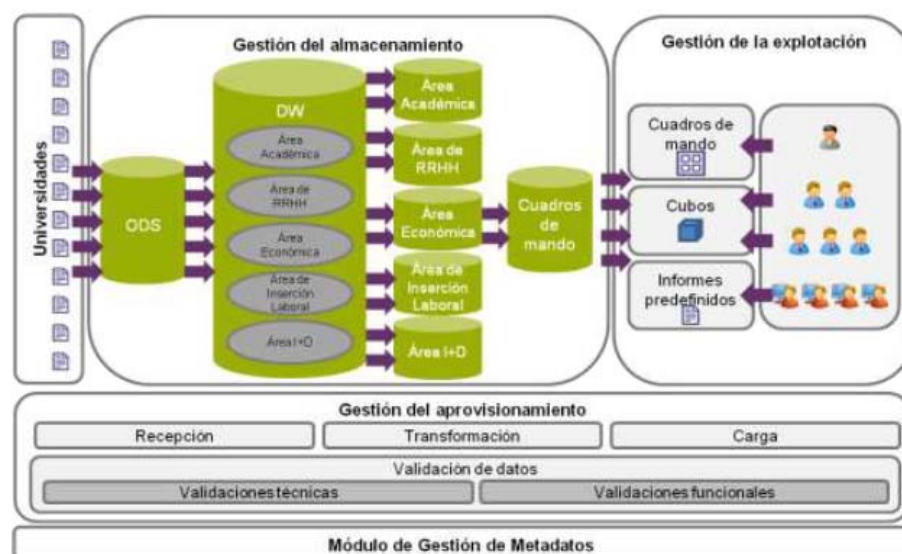 Universidades
Gestión del almacenamiento
ODS
DW
Área
Académica
Área de
RRHH
Área
Económica
Área de
Inserción
Laboral
Área I+D
Área
Académica
Área de
RRHH
Área
Económica
Área de
Inserción
Laboral
Área I+D
Cuadros
de
mando
Gestión de la explotación
Cuadros de
mando
Cubos
Informes
predefinidos
Gestión del aprovisionamiento
Recepción
Transformación
Carga
Validación de datos
Validaciones técnicas
Validaciones funcionales
Módulo de Gestión de Metadatos